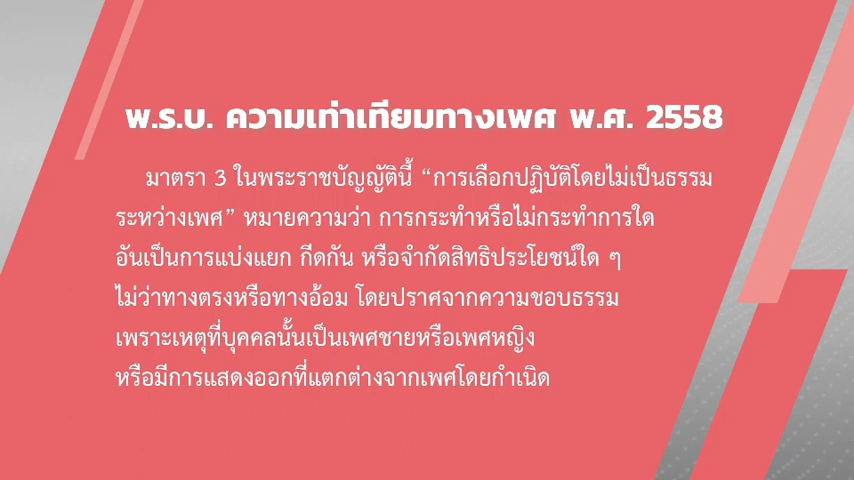 พ.ร.บ. ความเท่าเทียมทางเพศ พ.ศ. 2558
มาตรา 3 ในพระราชบัญญัตินี้ “การเลือกปฏิบัติโดยไม่เป็นธรรม
ระหว่างเพศ” หมายความว่า การกระทำหรือไม่กระทำการใด
อันเป็นการแบ่งแยก กีดกัน หรือจำกัดสิทธิประโยชน์ใด ๆ
ไม่ว่าทางตรงหรือทางอ้อม โดยปราศจากความชอบธรรม
เพราะเหตุที่บุคคลนั้นเป็นเพศชายหรือเพศหญิง
หรือมีการแสดงออกที่แตกต่างจากเพศโดยกำเนิด